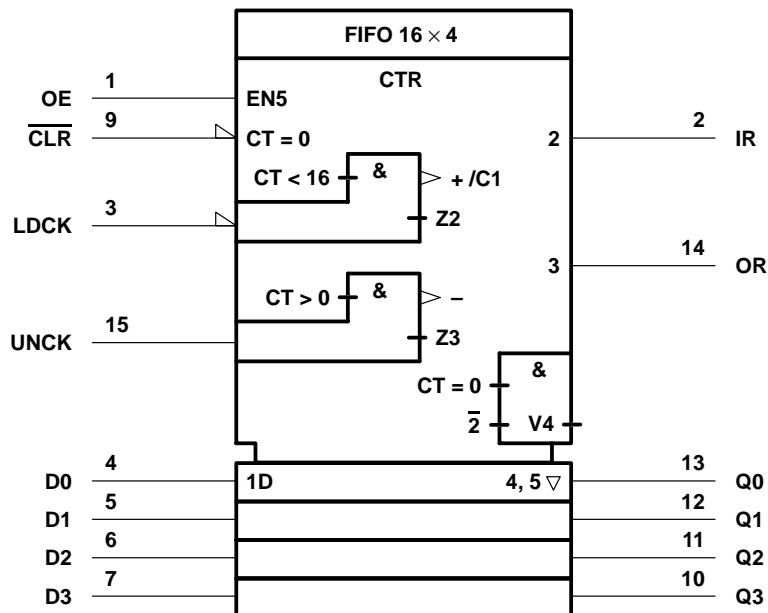 FIFO 16 × 4
CTR
OE 1 EN5
CLR 9 CT = 0 2 2 IR
CT < 16 & + /C1
LDCK 3 Z2
3 14 OR
CT > 0 & –
UNCK 15 Z3
&
CT = 0
2 V4
D0 4 1D 4, 5 ▽ 13 Q0
D1 5 12 Q1
D2 6 11 Q2
D3 7 10 Q3